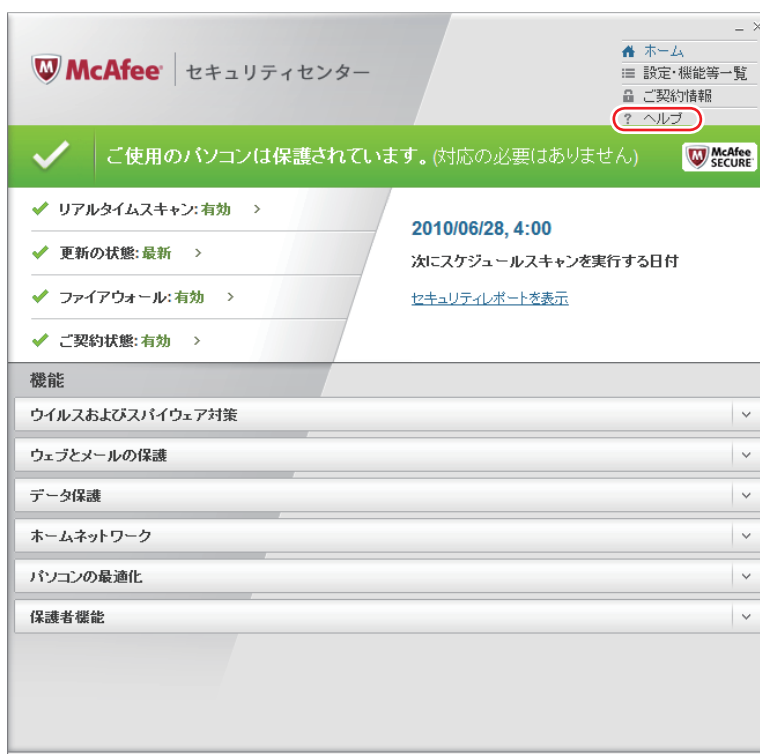 McAfee セキュリティセンター
ホーム
設定・機能等一覧
ご契約情報
? ヘルプ
ご使用のパソコンは保護されています。(対応の必要はありません)
McAfee SECURE
リアルタイムスキャン:有効 >
更新の状態:最新 >
ファイアウォール:有効 >
ご契約状態:有効 >
2010/06/28, 4:00
次にスケジュールスキャンを実行する日付
セキュリティレポートを表示
機能
ウイルスおよびスパイウェア対策
ウェブとメールの保護
データ保護
ホームネットワーク
パソコンの最適化
保護者機能